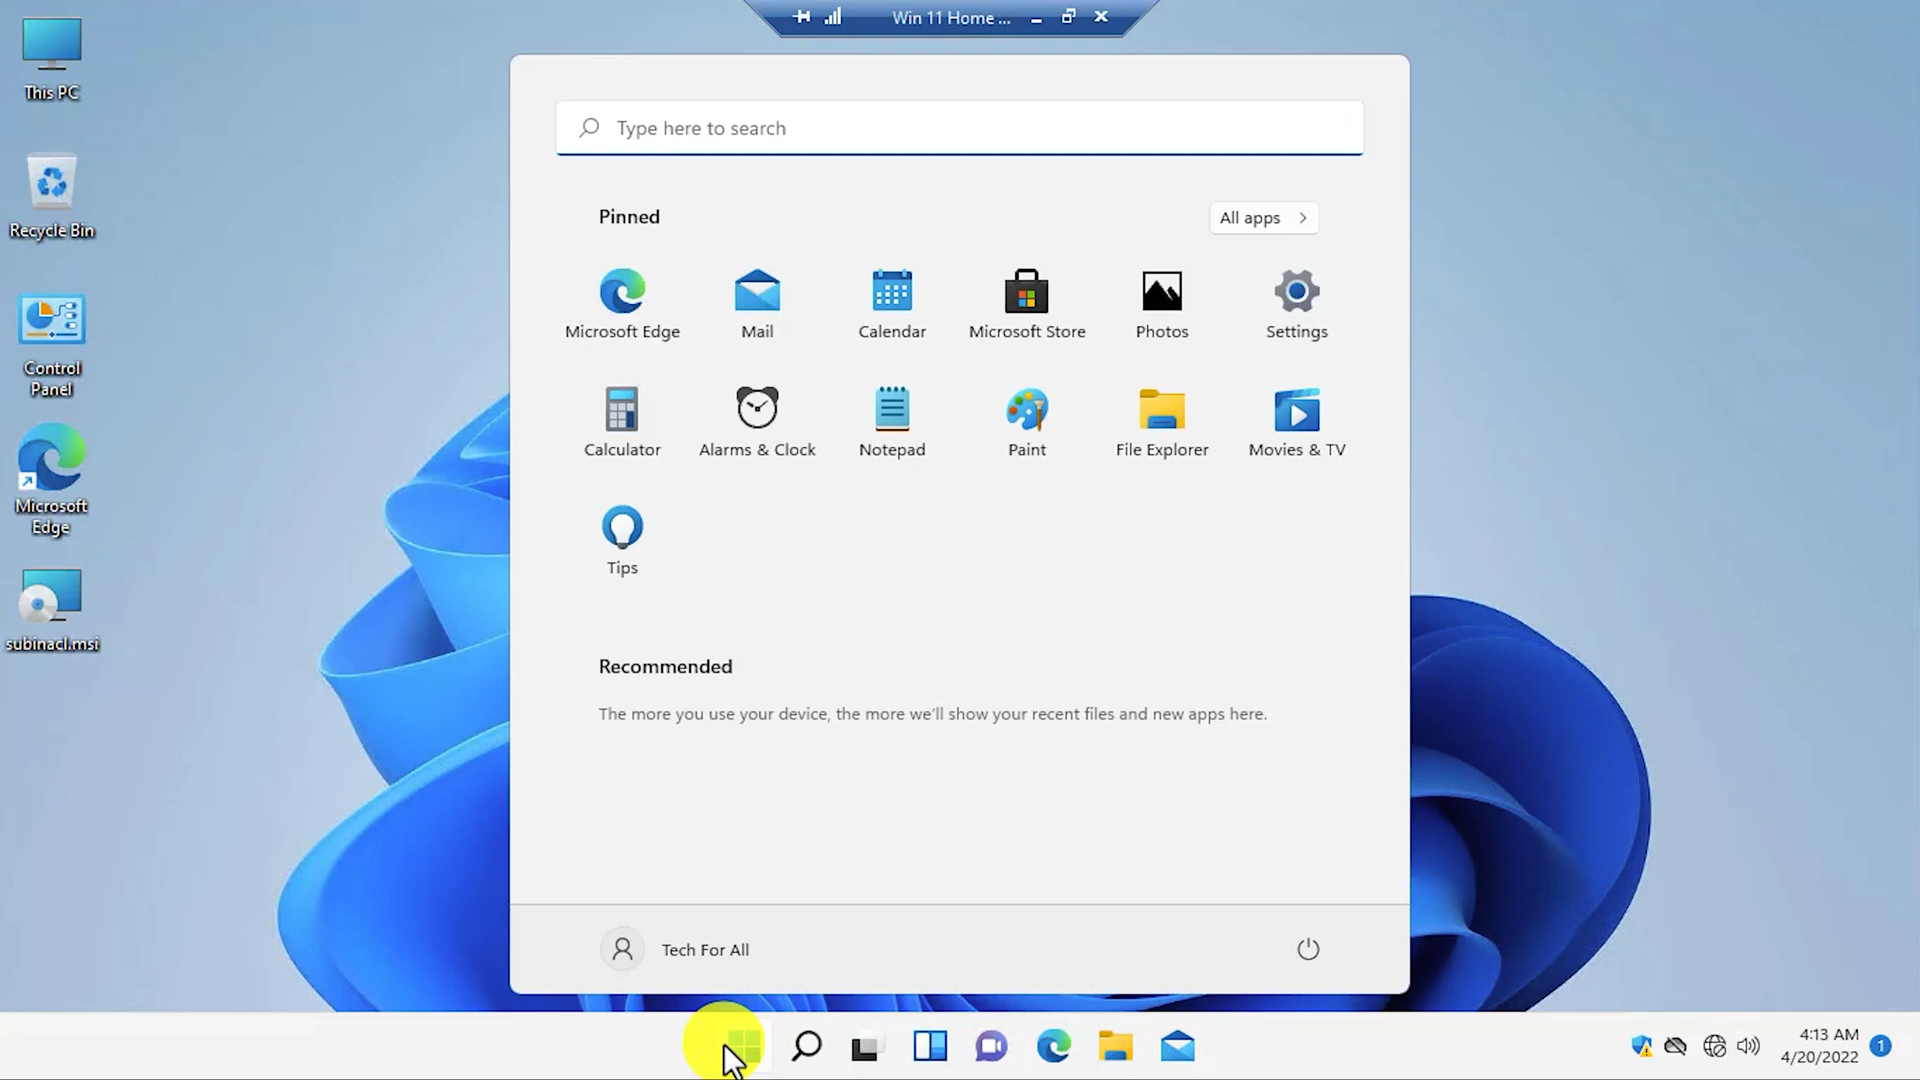 Win 11 Home ...
This PC
Recycle Bin
Control
Panel
Microsoft
Edge
subinacl.msi
Type here to search
Pinned
All apps
Microsoft Edge
Mail
Calendar
Microsoft Store
Photos
Settings
Calculator
Alarms & Clock
Notepad
Paint
File Explorer
Movies & TV
Tips
Recommended
The more you use your device, the more we'll show your recent files and new apps here.
Tech For All
4:13 AM
4/20/2022
1